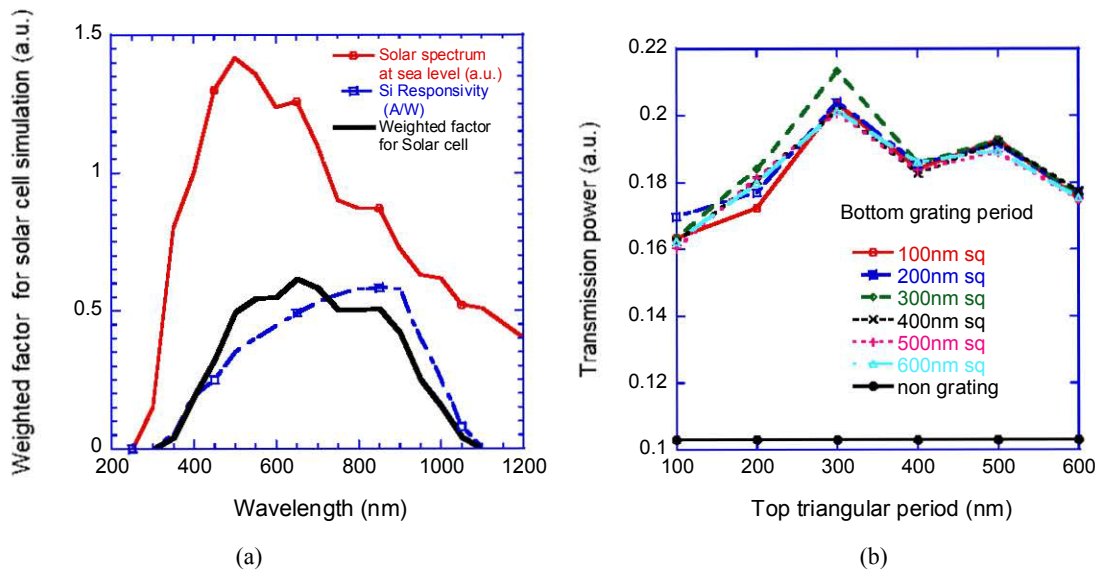 Weighted factor for solar cell simulation (a.u.)
1.5
1
0.5
0
200
400
600
800
1000
1200
Wavelength (nm)
Solar spectrum
at sea level (a.u.)
Si Responsivity
(A/W)
Weighted factor
for Solar cell
(a)
Transmission power (a.u.)
0.22
0.2
0.18
0.16
0.14
0.12
0.1
100
200
300
400
500
600
Top triangular period (nm)
Bottom grating period
100nm sq
200nm sq
300nm sq
400nm sq
500nm sq
600nm sq
non grating
(b)